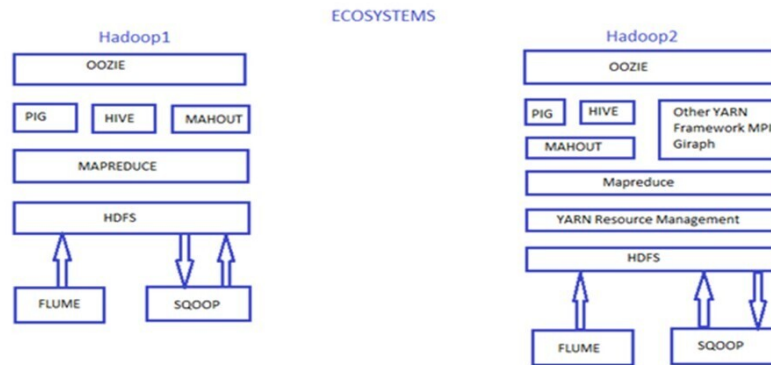 ECOSYSTEMS
Hadoop1
OOZIE
PIG
HIVE
MAHOUT
MAPREDUCE
HDFS
FLUME
SQOOP
Hadoop2
OOZIE
PIG
HIVE
MAHOUT
Other YARN
Framework MPI
Giraph
Mapreduce
YARN Resource Management
HDFS
FLUME
SQOOP